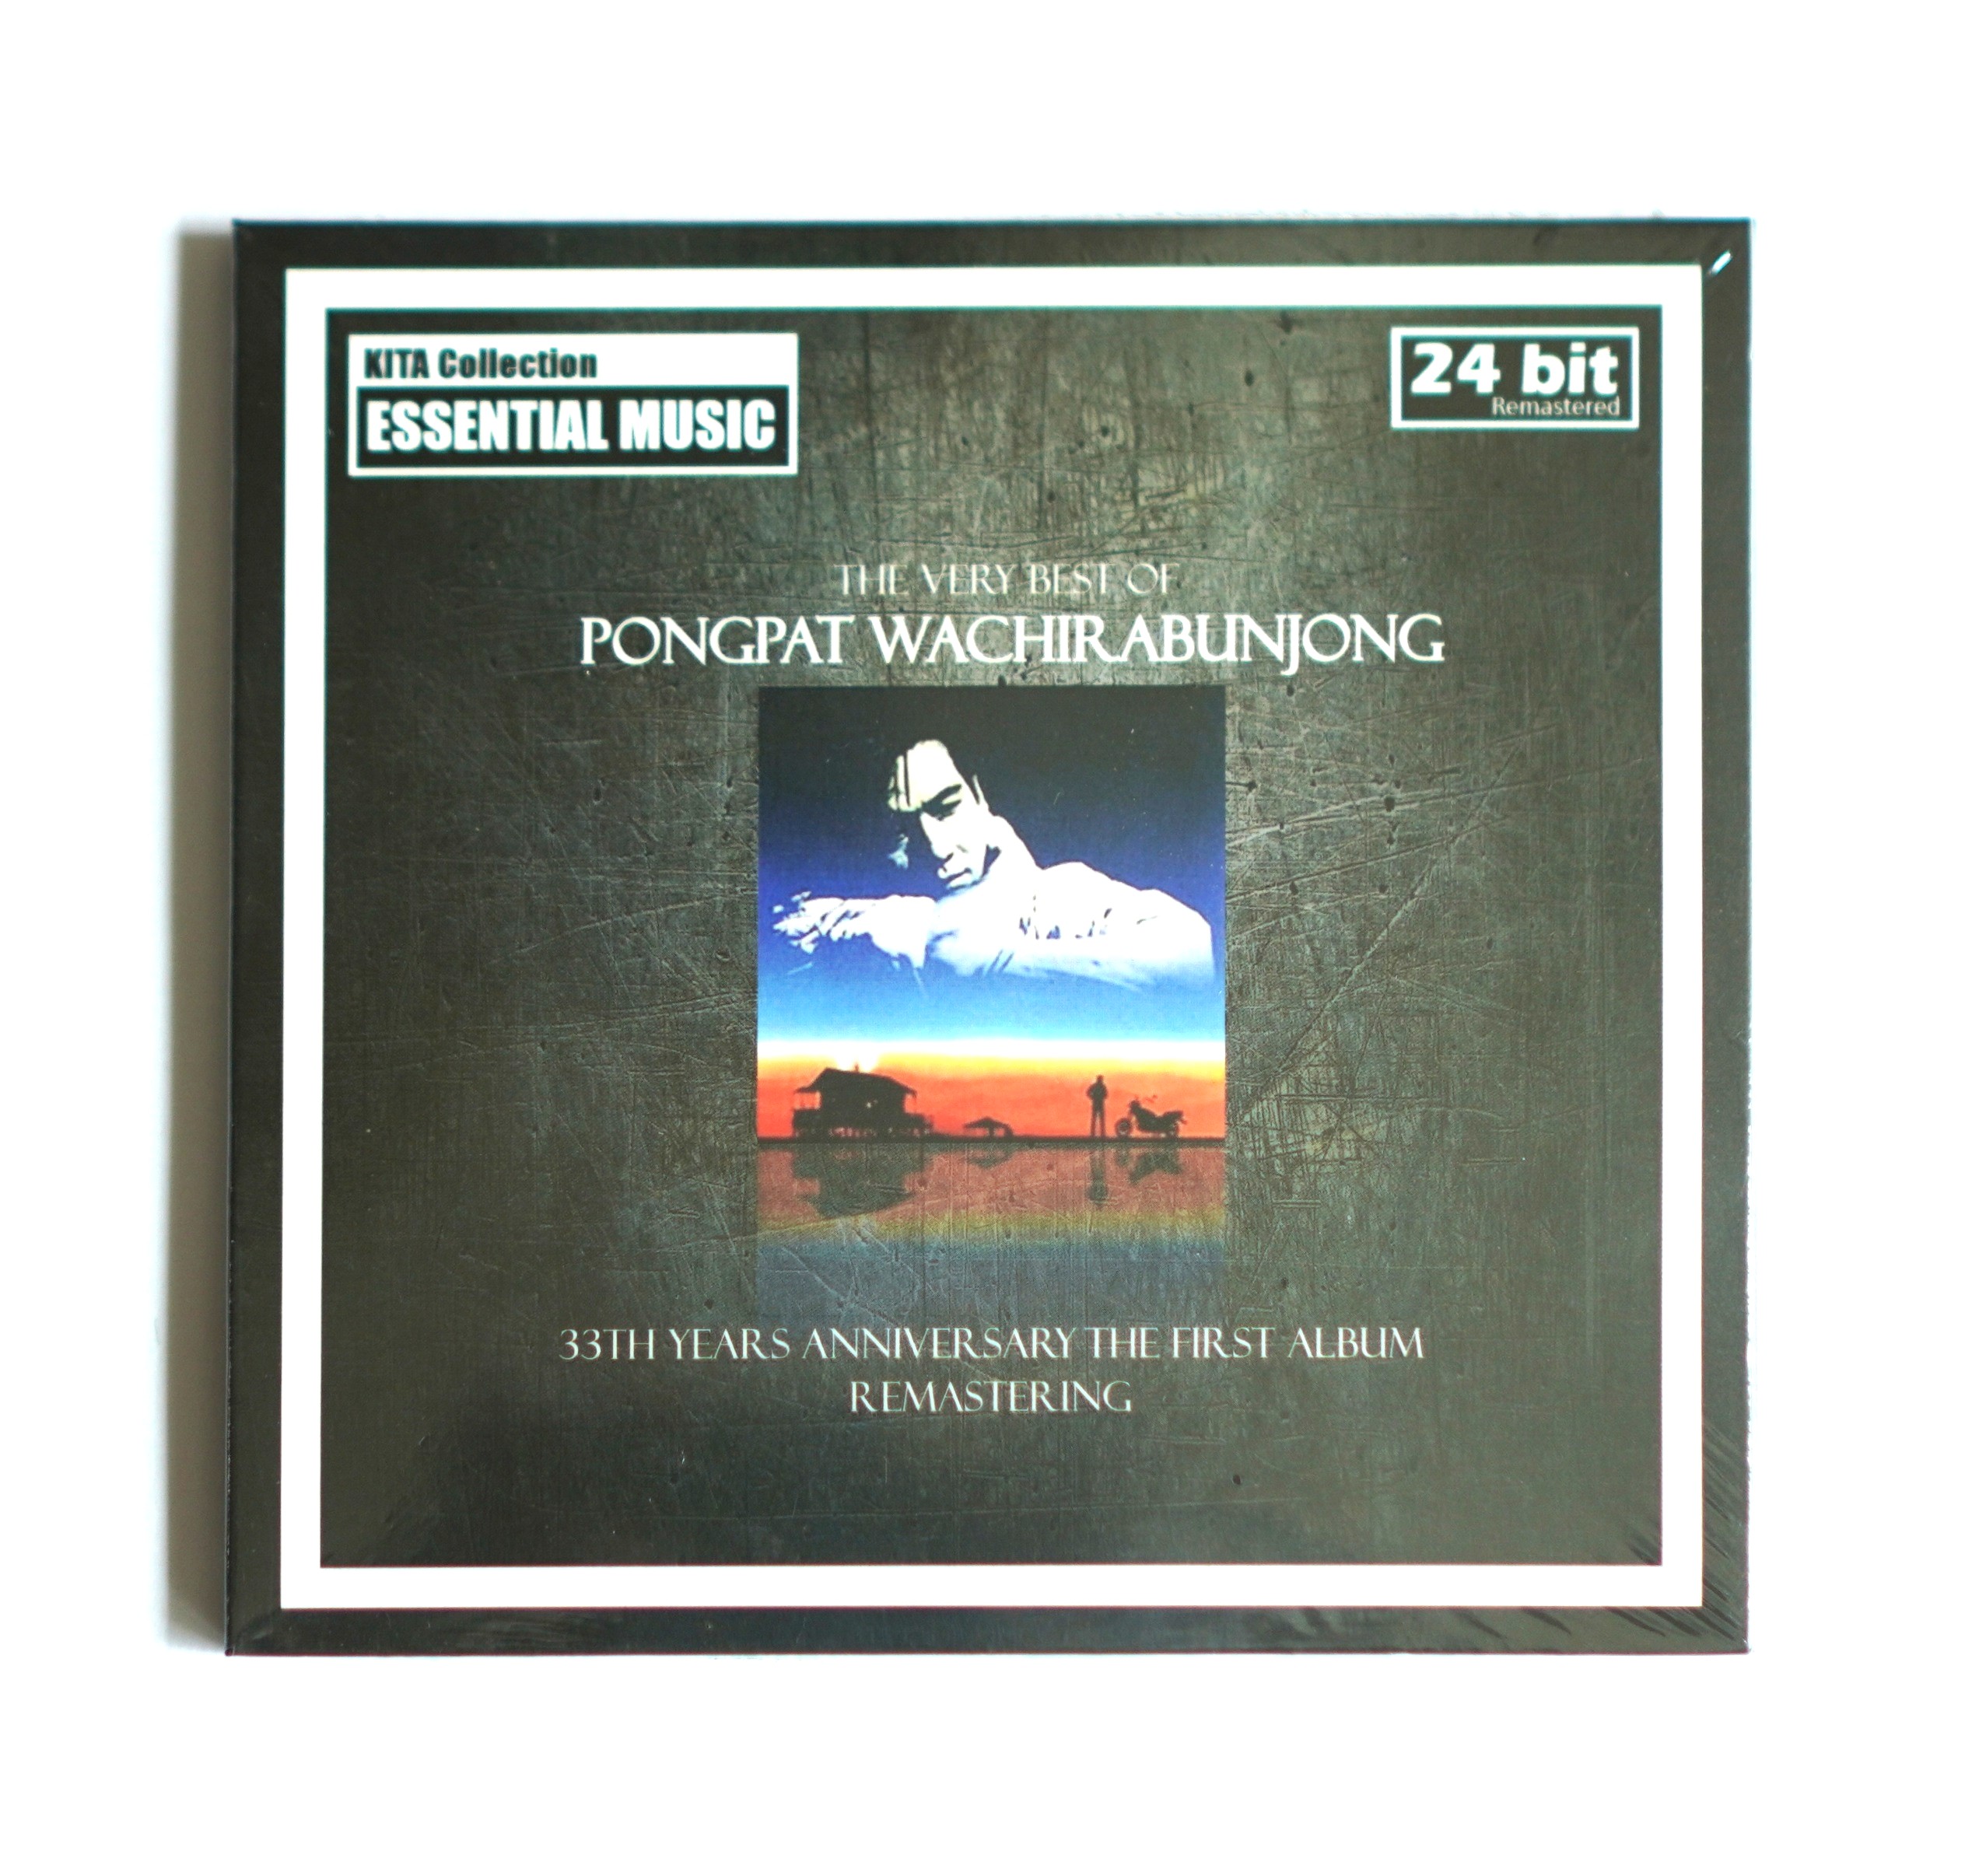 KITA Collection
ESSENTIAL MUSIC
24 bit
Remastered
THE VERY BEST OF
PONGPAT WACHIRABUNJONG
33TH YEARS ANNIVERSARY THE FIRST ALBUM
REMASTERING